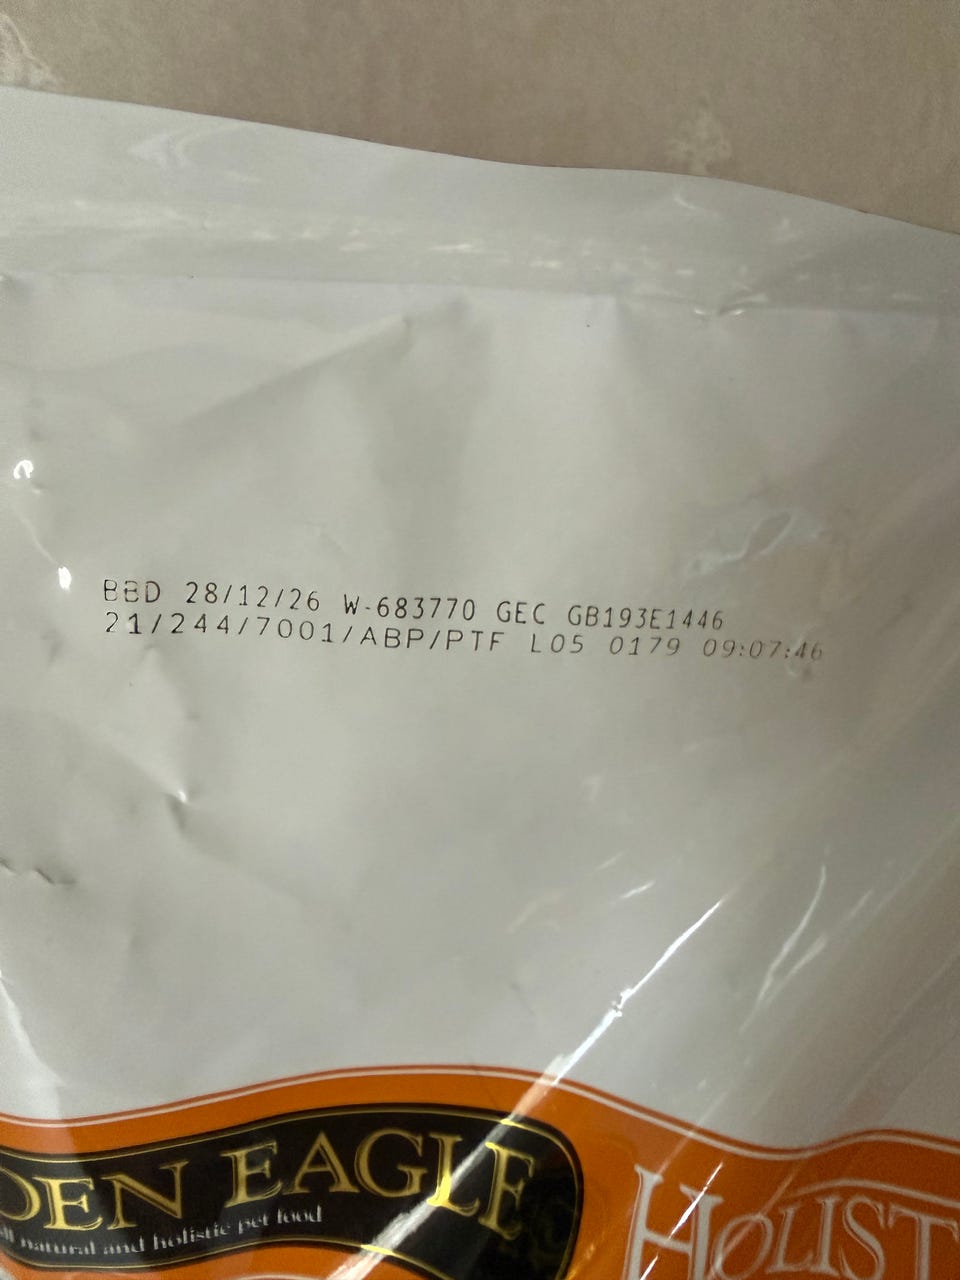 BBD 28/12/26 W-683770 GEC GB193E1446
21/244/7001/ABP/PTF L05 0179 09:07:46
DEN EAGLE
all natural and holistic pet food
HOLIST